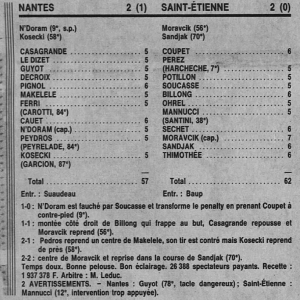 NANTES 2 (1) SAINT-ÉTIENNE 2 (0)
N'Doram (9e, s.p.) Moravcik (56e)
Kosecki (58e) Sandjak (70e)
CASAGRANDE 5 COUPET 6
LE DIZET 5 PEREZ
GUYOT 5 (HARCHECHE, 7e) 5
DECROIX 5 POTILLON 5
PIGNOL 6 SOUCASSE 5
MAKELELE 5 BILLONG 6
FERRI 5 OHREL 5
(CAROTTI, 84e) MANNUCCI 5
CAUET 6 (SANTINI, 38e)
N'DORAM (cap.) 5 SECHET 6
PEYDROS 5 MORAVCIK (cap.) 7
(PEYRELADE, 84e) SANDJAK 6
KOSECKI 5 THIMOTHÉE 6
(GARCION, 87e)
Total 57 Total 62
Entr. : Suaudeau Entr. : Baup
1-0 : N'Doram est fauché par Soucasse et transforme le penalty en prenant Coupet à
contre-pied (9e).
1-1 : montée côté droit de Billong qui frappe au but, Casagrande repousse et
Moravcik reprend (56e).
2-1 : Pedros reprend un centre de Makelele, son tir est contré mais Kosecki reprend
de près (58e).
2-2 : centre de Moravcik et reprise dans la course de Sandjak (70e).
Temps doux. Bonne pelouse. Bon éclairage. 26 388 spectateurs payants. Recette :
1 937 378 F. Arbitre : M. Leduc.
2 AVERTISSEMENTS. – Nantes : Guyot (78e, tacle dangereux) ; Saint-Étienne :
Mannucci (12e, intervention trop appuyée).